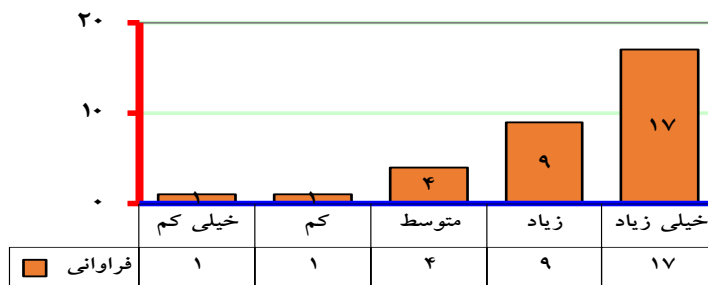 ۲۰
۱۰
۰
۱
۱
۴
۹
۱۷
خیلی کم
کم
متوسط
زیاد
خیلی زیاد
فراوانی ۱ ۱ ۴ ۹ ۱۷